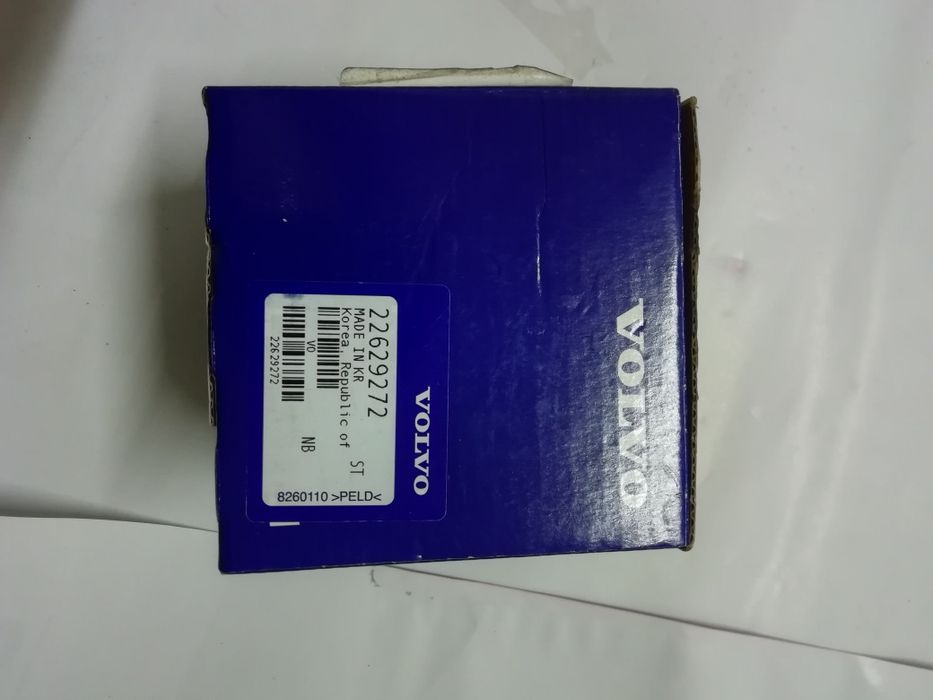 VOLVO
VOLVO
22629272
MADE IN KR
Korea, Republic of
ST
VO
NB
22629272
8260110 >PELD<